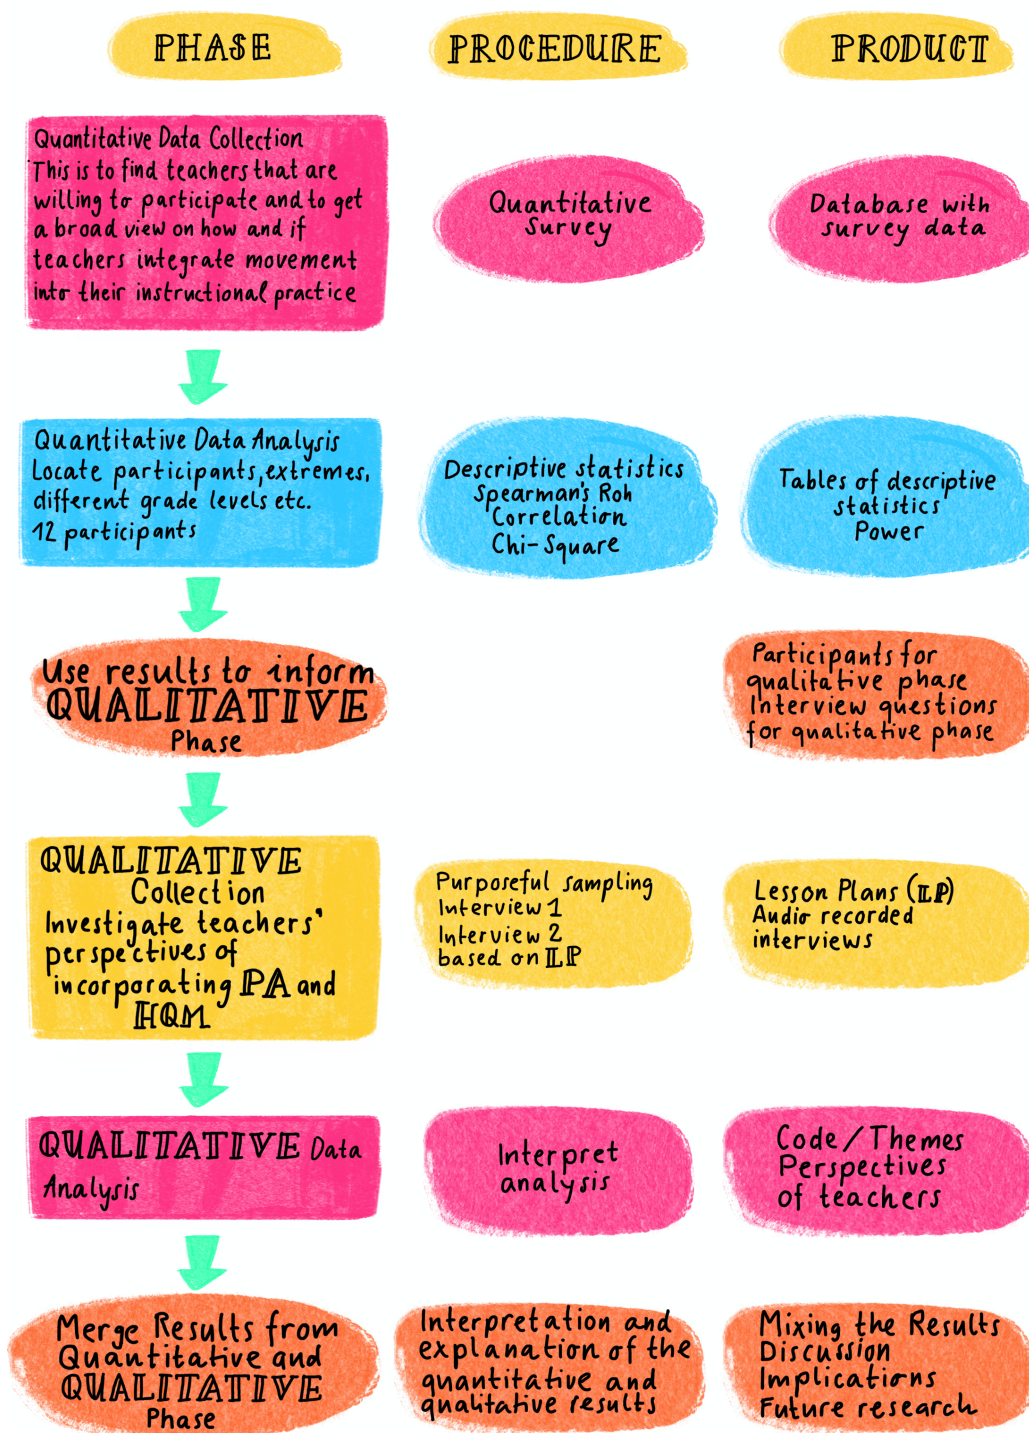 PHASE
PROCEDURE
PRODUCT
Quantitative Data Collection
This is to find teachers that are
willing to participate and to get
a broad view on how and if
teachers integrate movement
into their instructional practice
Quantitative
Survey
Database with
survey data
Quantitative Data Analysis
Locate participants, extremes,
different grade levels etc.
12 participants
Descriptive statistics
Spearman's Roh
Correlation
Chi-Square
Tables of descriptive
statistics
Power
Use results to inform
QUALITATIVE
Phase
Participants for
qualitative phase
Interview questions
for qualitative phase
QUALITATIVE
Collection
Investigate teachers'
perspectives of
incorporating PA and
HQM
Purposeful sampling
Interview 1
Interview 2
based on LP
Lesson Plans (LP)
Audio recorded
interviews
QUALITATIVE Data
Analysis
Interpret
analysis
Code/Themes
Perspectives
of teachers
Merge Results from
Quantitative and
QUALITATIVE
Phase
Interpretation and
explanation of the
quantitative and
qualitative results
Mixing the Results
Discussion
Implications
Future research